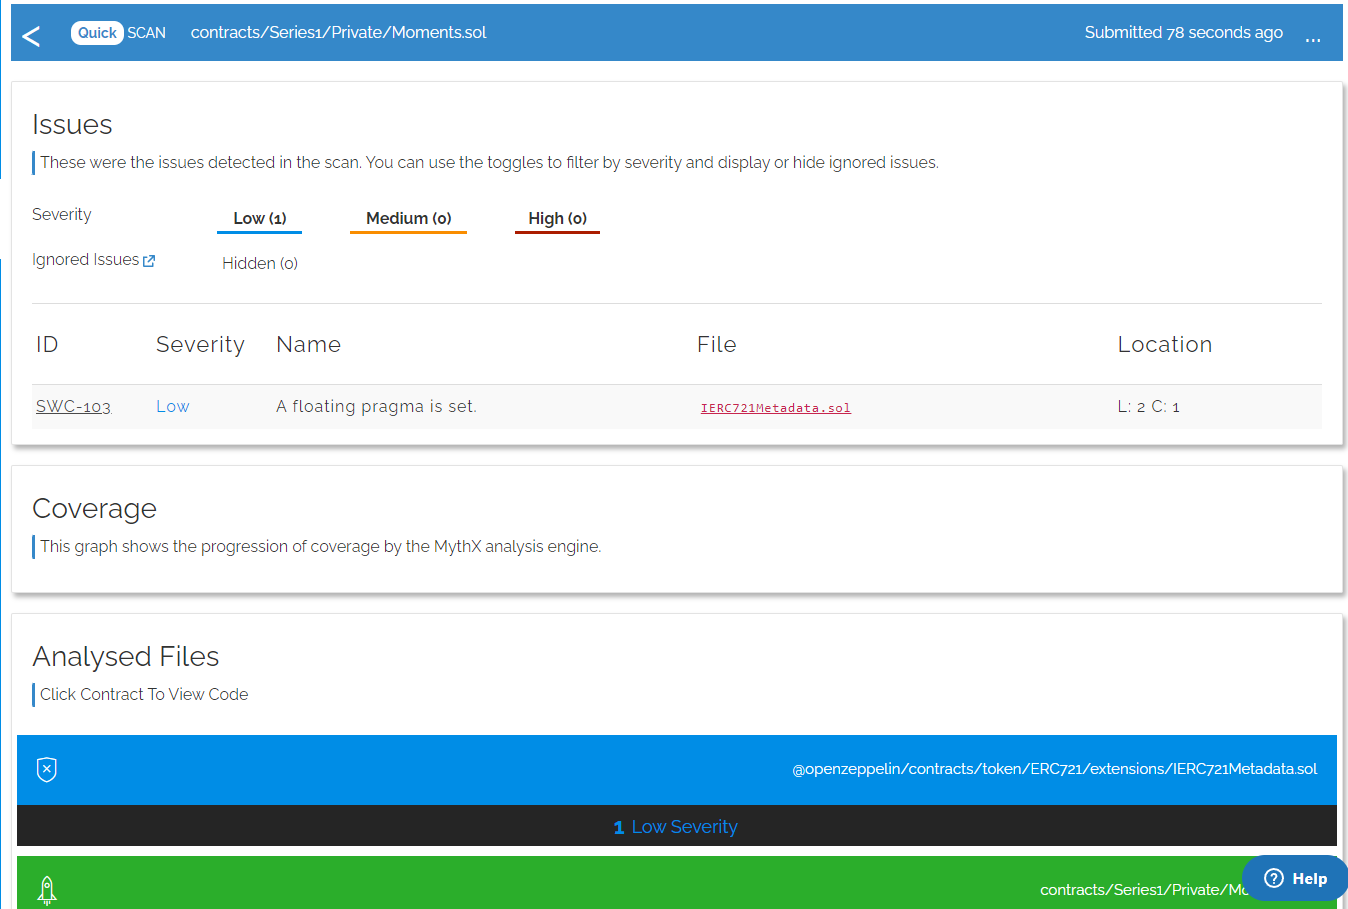 < Quick SCAN contracts/Series1/Private/Moments.sol Submitted 78 seconds ago ...
Issues
These were the issues detected in the scan. You can use the toggles to filter by severity and display or hide ignored issues.
Severity Low (1) Medium (0) High (0)
Ignored Issues Hidden (0)
ID Severity Name File Location
SWC-103 Low A floating pragma is set. IERC721Metadata.sol L: 2 C: 1
Coverage
This graph shows the progression of coverage by the MythX analysis engine.
Analysed Files
Click Contract To View Code
@openzeppelin/contracts/token/ERC721/extensions/IERC721Metadata.sol
1 Low Severity
contracts/Series1/Private/Mo
? Help